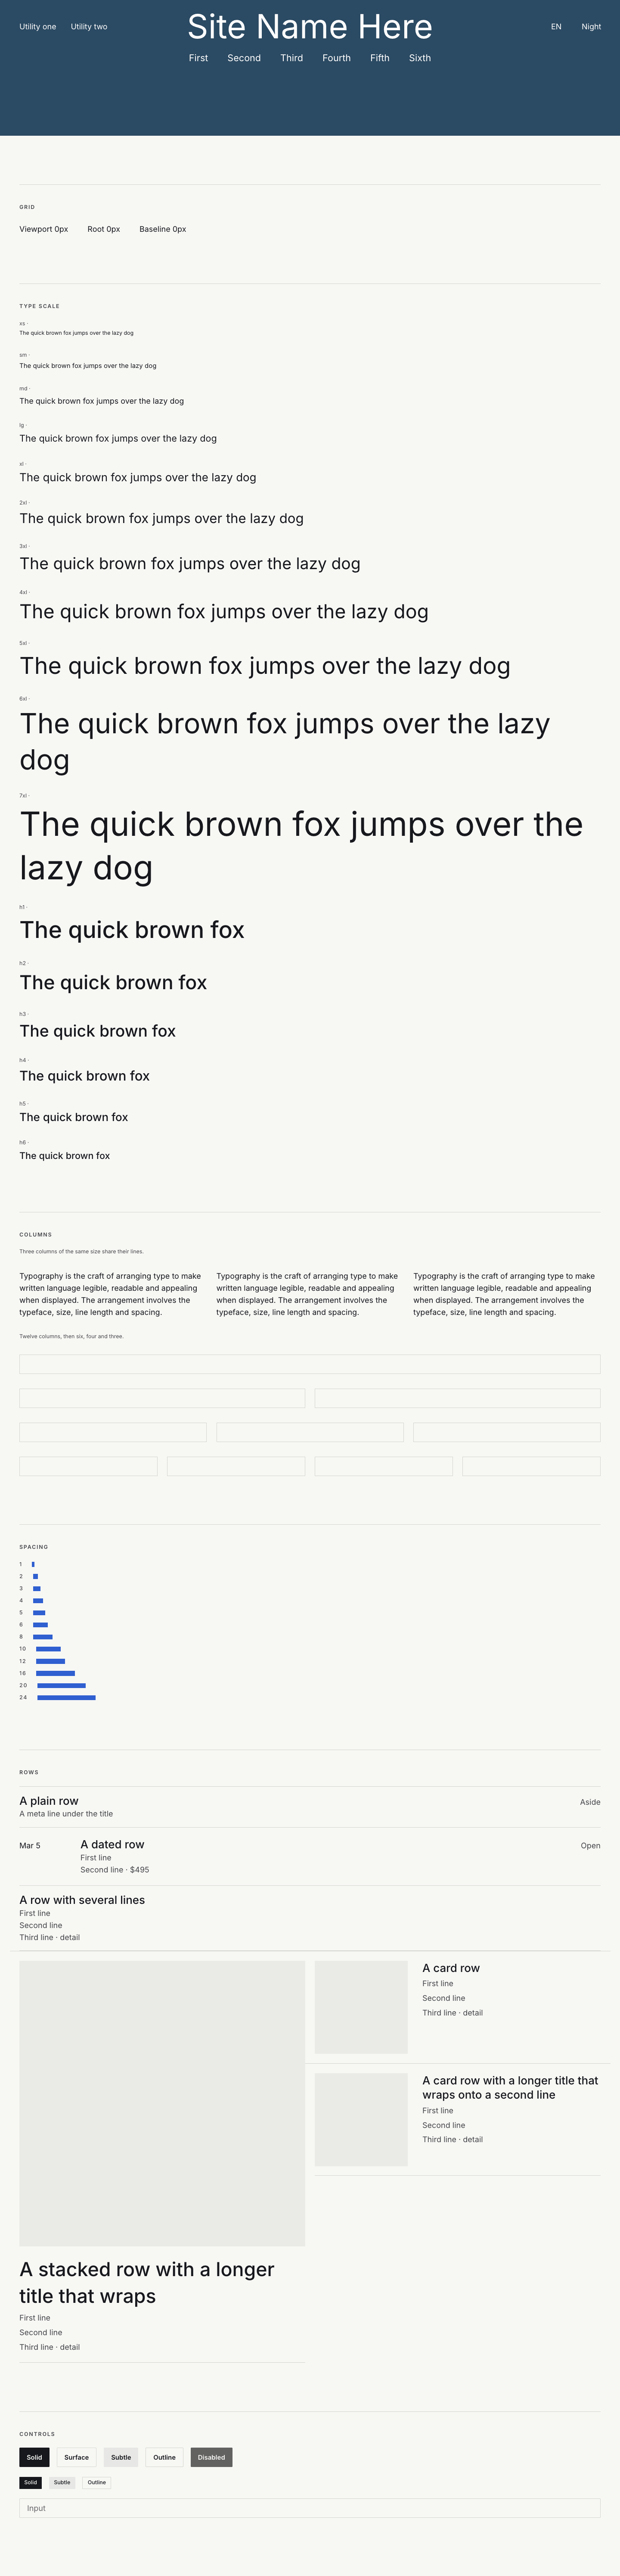 Utility one Utility two Site Name Here EN Night
First Second Third Fourth Fifth Sixth
GRID
Viewport 0px Root 0px Baseline 0px
TYPE SCALE
xs ·
The quick brown fox jumps over the lazy dog
sm ·
The quick brown fox jumps over the lazy dog
md ·
The quick brown fox jumps over the lazy dog
lg ·
The quick brown fox jumps over the lazy dog
xl ·
The quick brown fox jumps over the lazy dog
2xl ·
The quick brown fox jumps over the lazy dog
3xl ·
The quick brown fox jumps over the lazy dog
4xl ·
The quick brown fox jumps over the lazy dog
5xl ·
The quick brown fox jumps over the lazy dog
6xl ·
The quick brown fox jumps over the lazy
dog
7xl ·
The quick brown fox jumps over the
lazy dog
h1 ·
The quick brown fox
h2 ·
The quick brown fox
h3 ·
The quick brown fox
h4 ·
The quick brown fox
h5 ·
The quick brown fox
h6 ·
The quick brown fox
COLUMNS
Three columns of the same size share their lines.
Typography is the craft of arranging type to make
written language legible, readable and appealing
when displayed. The arrangement involves the
typeface, size, line length and spacing.
Typography is the craft of arranging type to make
written language legible, readable and appealing
when displayed. The arrangement involves the
typeface, size, line length and spacing.
Typography is the craft of arranging type to make
written language legible, readable and appealing
when displayed. The arrangement involves the
typeface, size, line length and spacing.
Twelve columns, then six, four and three.
SPACING
1
2
3
4
5
6
8
10
12
16
20
24
ROWS
A plain row Aside
A meta line under the title
Mar 5 A dated row Open
First line
Second line · $495
A row with several lines
First line
Second line
Third line · detail
A card row
First line
Second line
Third line · detail
A card row with a longer title that
wraps onto a second line
First line
Second line
Third line · detail
A stacked row with a longer
title that wraps
First line
Second line
Third line · detail
CONTROLS
Solid Surface Subtle Outline Disabled
Solid Subtle Outline
Input